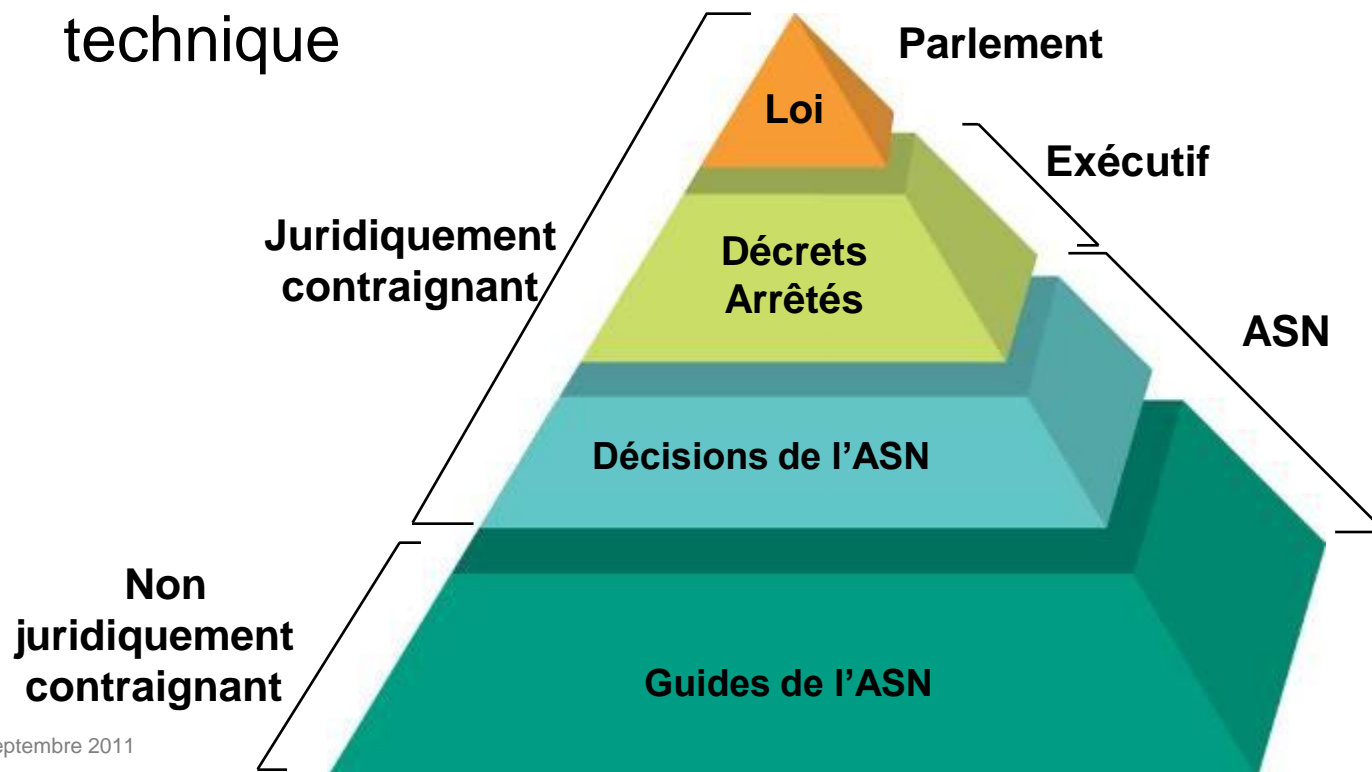 technique
Parlement
Loi
Exécutif
Juridiquement
contraignant
Décrets
Arrêtés
ASN
Décisions de l’ASN
Non
juridiquement
contraignant
Guides de l’ASN
eptembre 2011